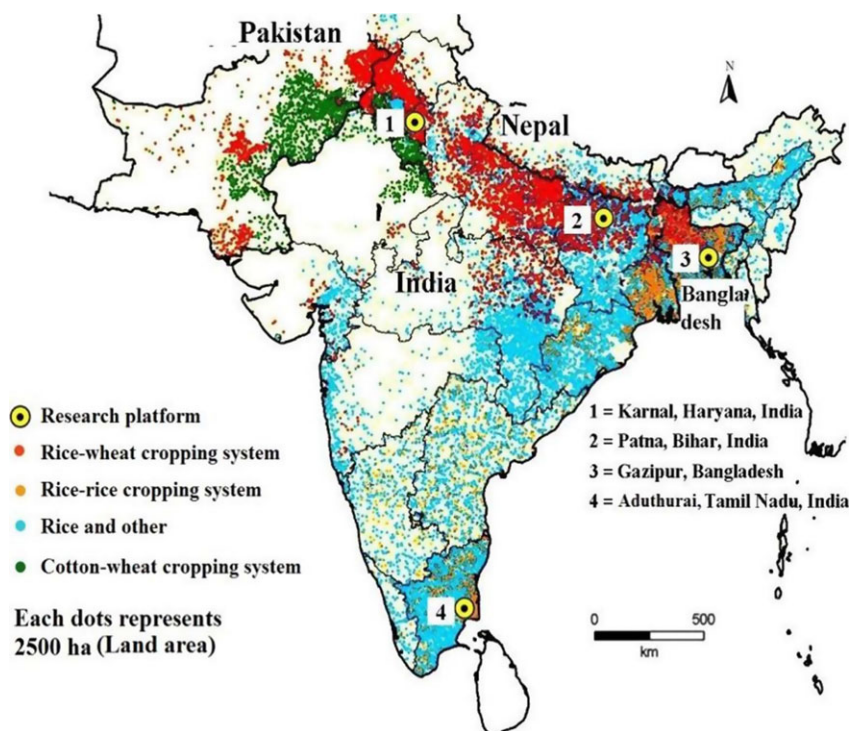 Pakistan
N
1
Nepal
2
3
India
Bangla
desh
Research platform
Rice-wheat cropping system
Rice-rice cropping system
Rice and other
Cotton-wheat cropping system
Each dots represents
2500 ha (Land area)
1 = Karnal, Haryana, India
2 = Patna, Bihar, India
3 = Gazipur, Bangladesh
4 = Aduthurai, Tamil Nadu, India
4
0 500
km